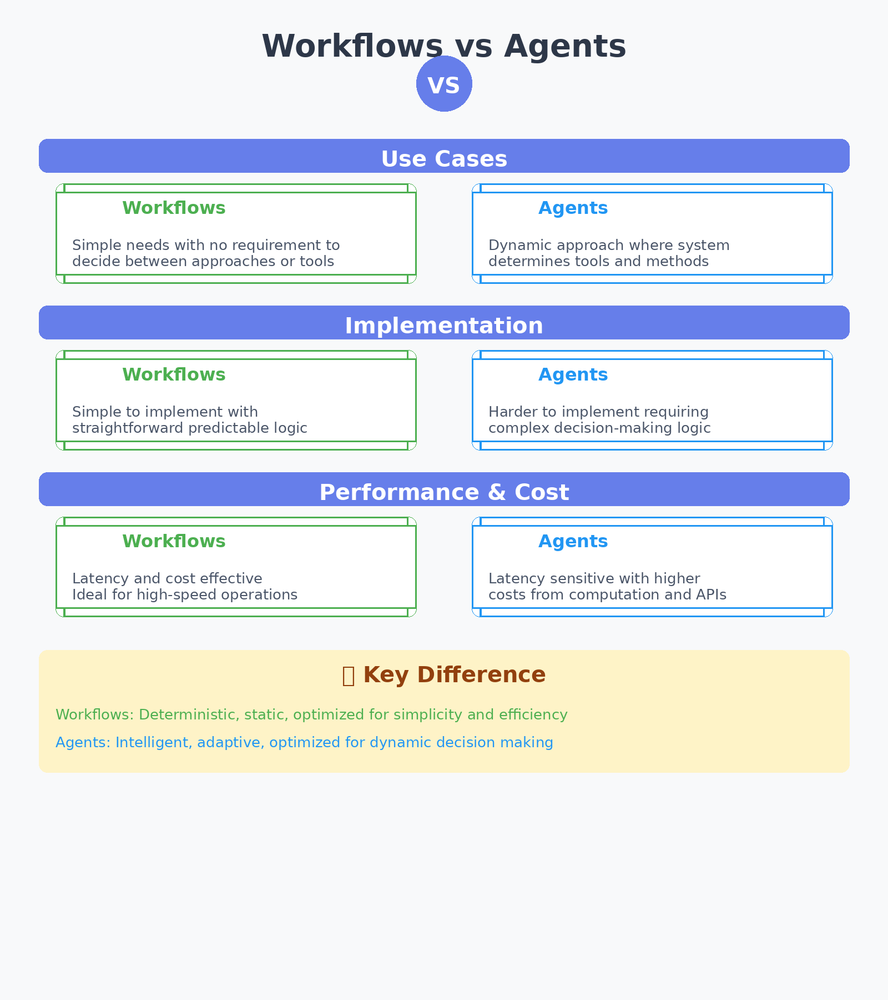 Workflows vs Agents
VS
Use Cases
Workflows
Simple needs with no requirement to
decide between approaches or tools
Agents
Dynamic approach where system
determines tools and methods
Implementation
Workflows
Simple to implement with
straightforward predictable logic
Agents
Harder to implement requiring
complex decision-making logic
Performance & Cost
Workflows
Latency and cost effective
Ideal for high-speed operations
Agents
Latency sensitive with higher
costs from computation and APIs
Key Difference
Workflows: Deterministic, static, optimized for simplicity and efficiency
Agents: Intelligent, adaptive, optimized for dynamic decision making